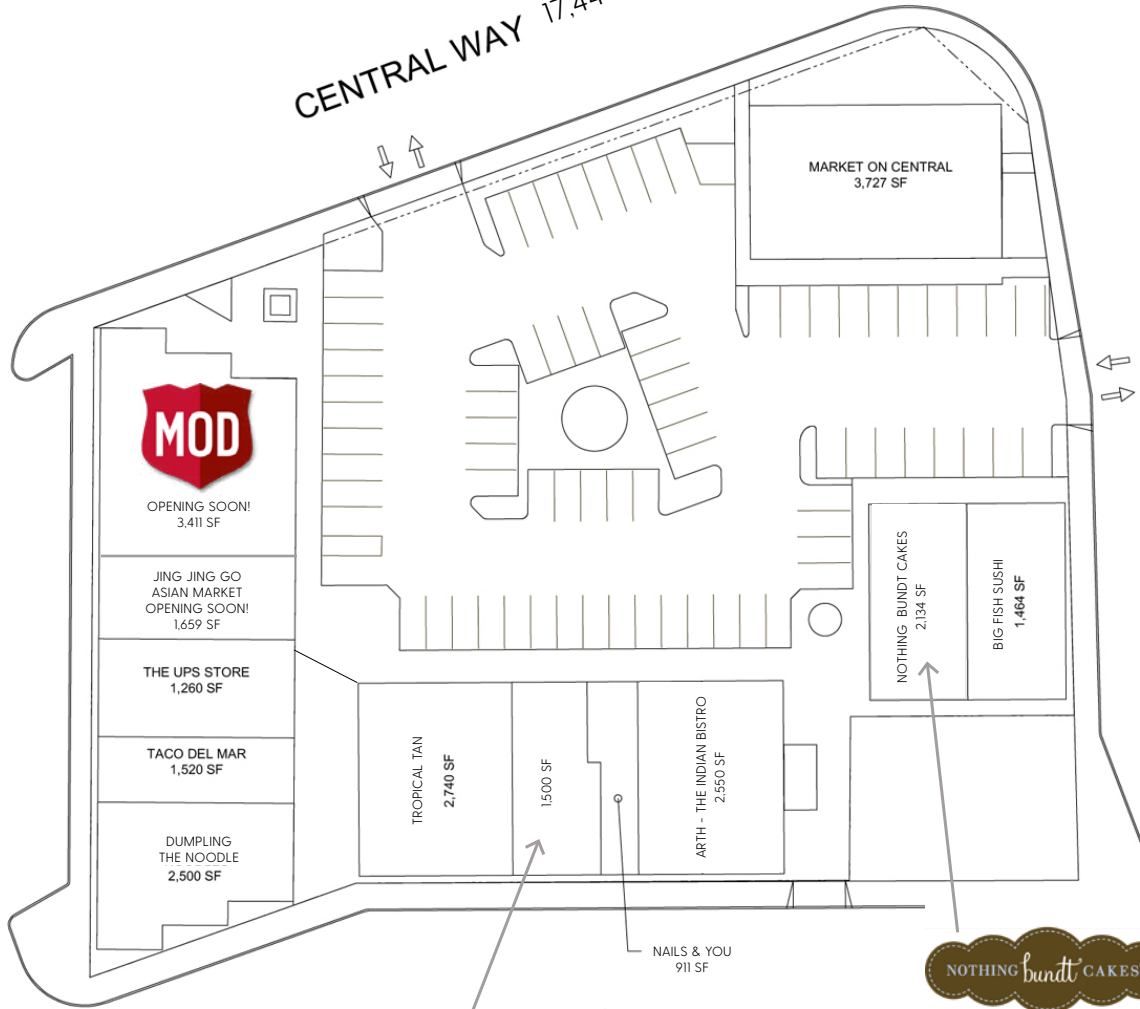 CENTRAL WAY
MARKET ON CENTRAL
3,727 SF
MOD
OPENING SOON!
3,411 SF
JING JING GO
ASIAN MARKET
OPENING SOON!
1,659 SF
THE UPS STORE
1,260 SF
TACO DEL MAR
1,520 SF
DUMPLING
THE NOODLE
2,500 SF
TROPICAL TAN
2,740 SF
1,500 SF
NAILS & YOU
911 SF
ARTH - THE INDIAN BISTRO
2,550 SF
NOTHING BUNDT CAKES
2,134 SF
BIG FISH SUSHI
1,464 SF
NOTHING bundt CAKES